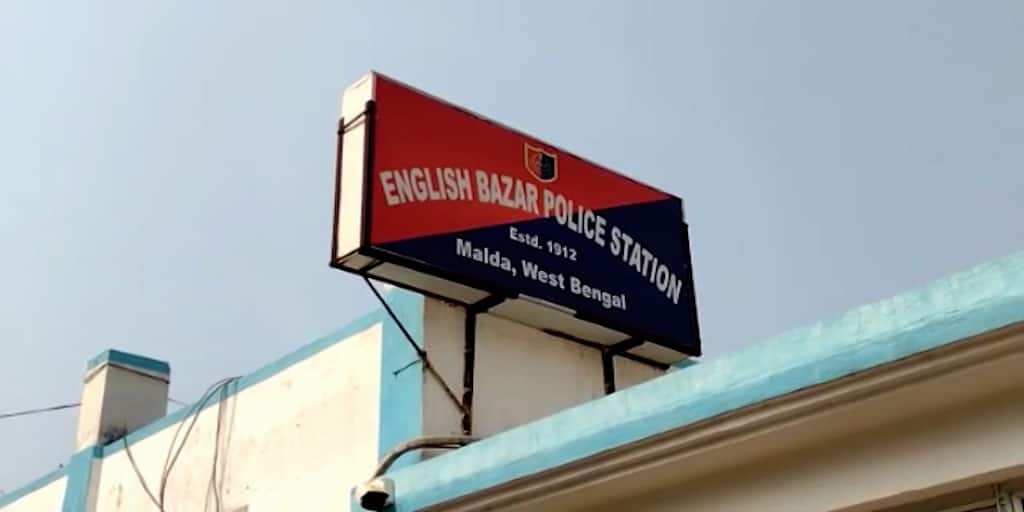 ENGLISH BAZAR POLICE STATION
Estd. 1912
Malda, West Bengal